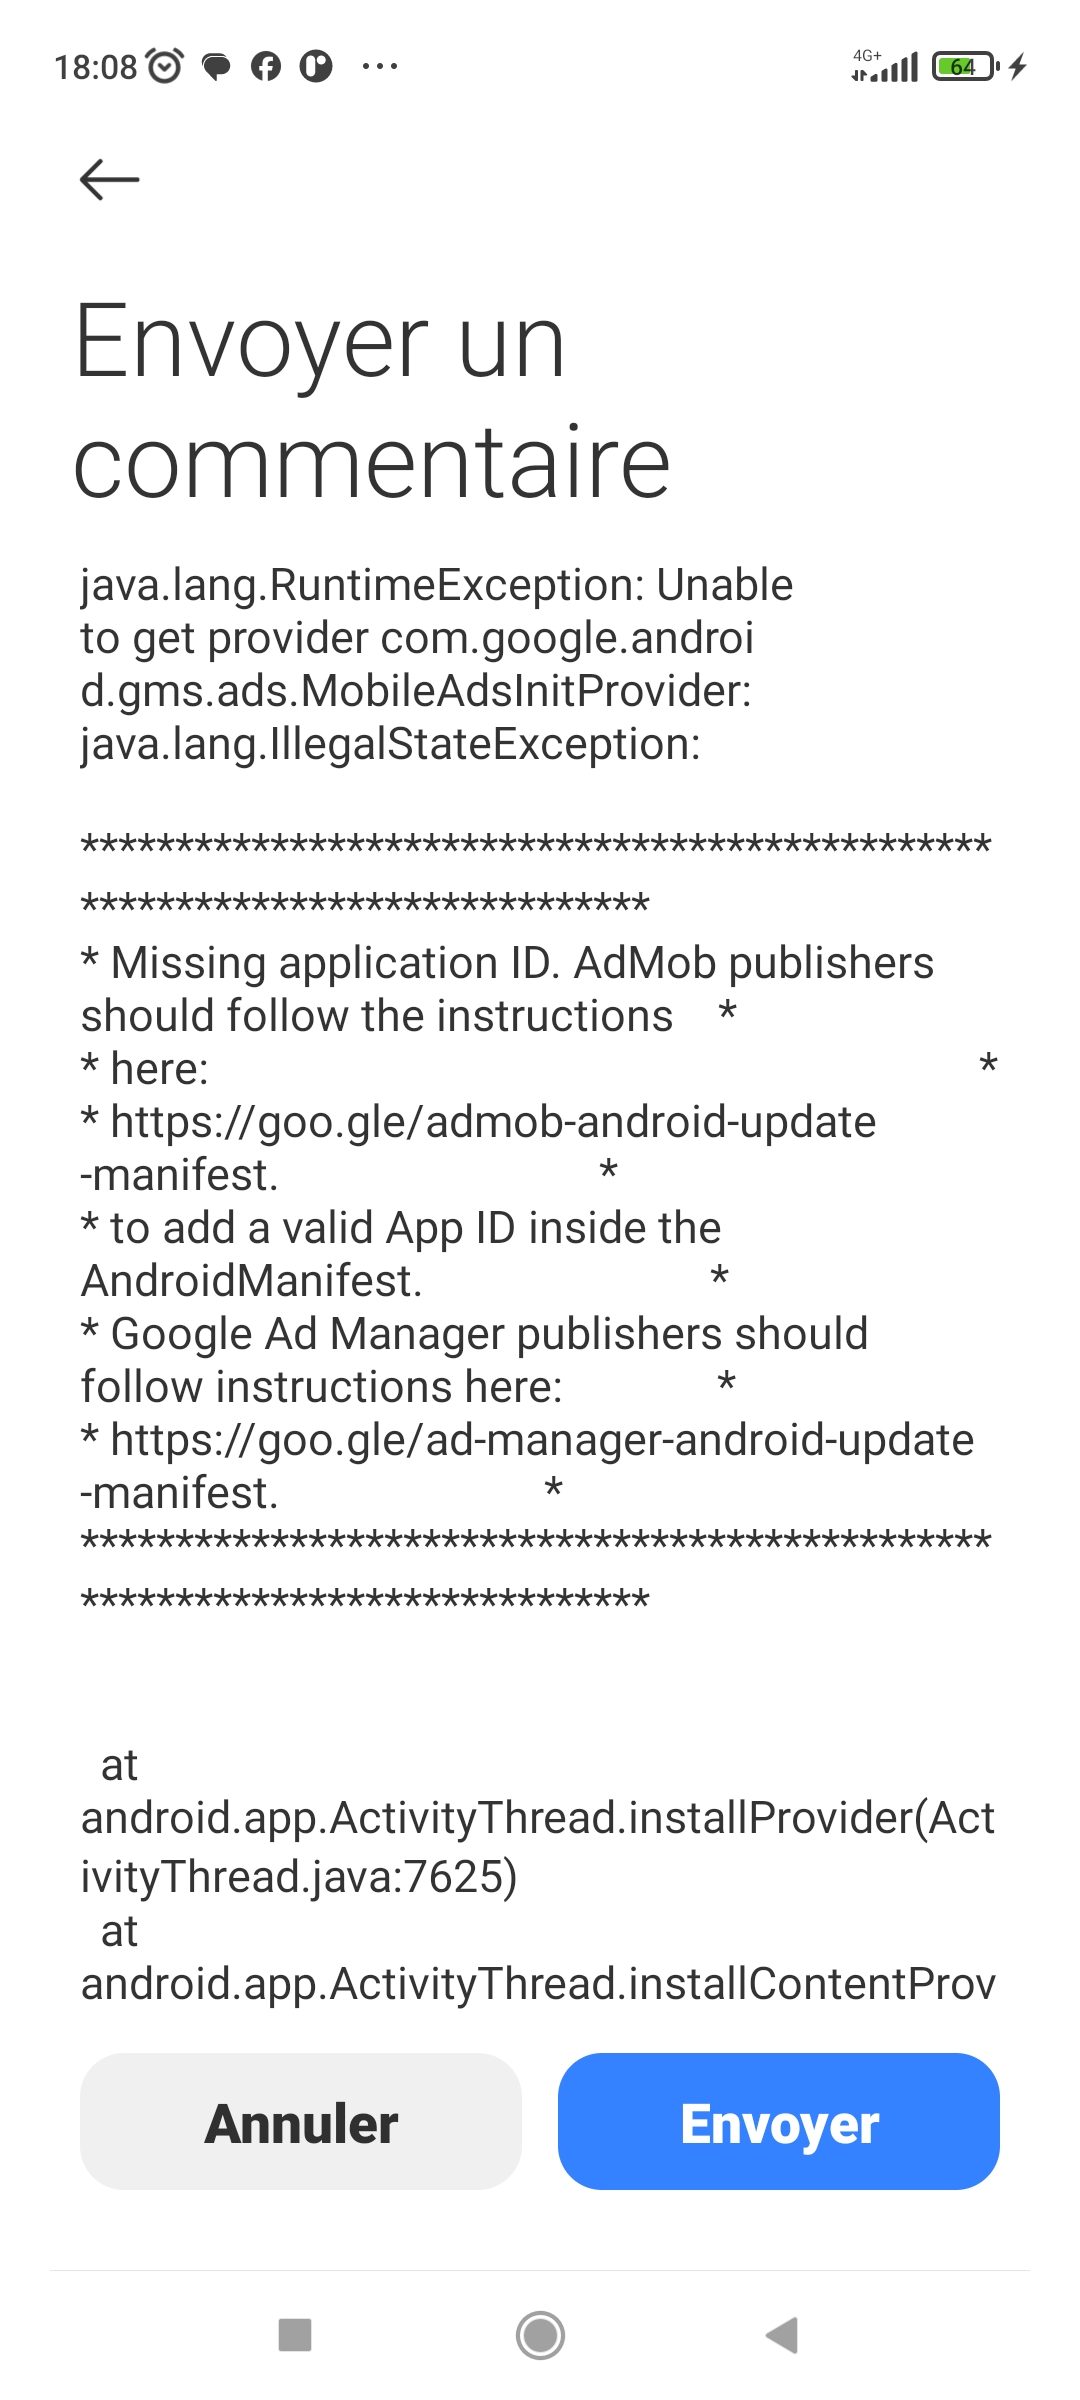 18:08
4G+
64
Envoyer un
commentaire
java.lang.RuntimeException: Unable
to get provider com.google.androi
d.gms.ads.MobileAdsInitProvider:
java.lang.IllegalStateException:
************************************************
******************************
* Missing application ID. AdMob publishers
should follow the instructions    *
* here:                                                                      *
* https://goo.gle/admob-android-update
-manifest.                             *
* to add a valid App ID inside the
AndroidManifest.                          *
* Google Ad Manager publishers should
follow instructions here:              *
* https://goo.gle/ad-manager-android-update
-manifest.                        *
************************************************
******************************
at
android.app.ActivityThread.installProvider(Act
ivityThread.java:7625)
at
android.app.ActivityThread.installContentProv
Annuler
Envoyer